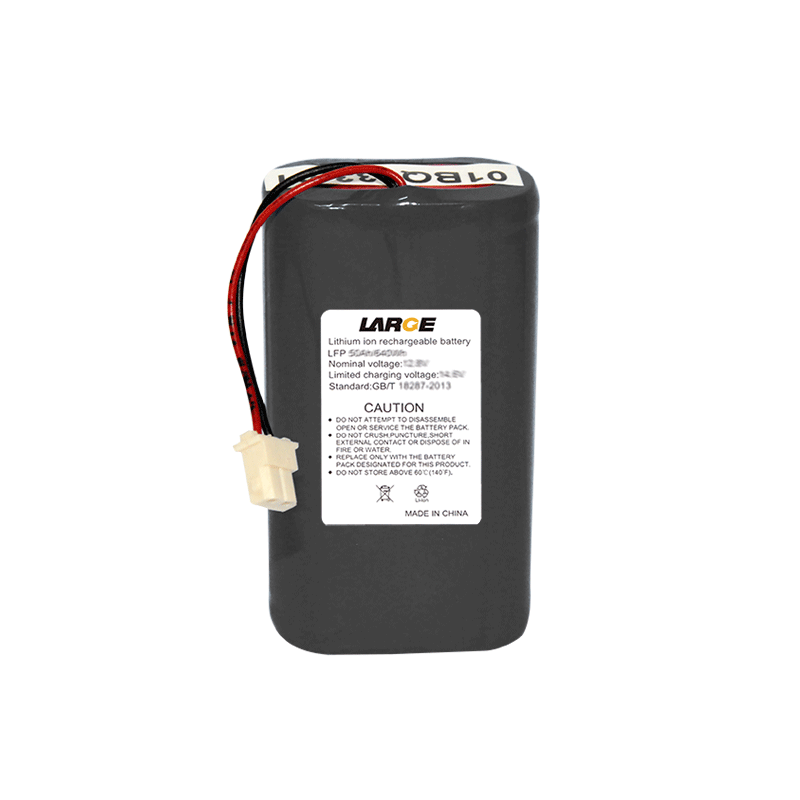 01BQ
LARGE
Lithium ion rechargeable battery
LFP 50Ah/640Wh
Nominal voltage:12.8V
Limited charging voltage:14.6V
Standard:GB/T 18287-2013
CAUTION
● DO NOT ATTEMPT TO DISASSEMBLE
OPEN OR SERVICE THE BATTERY PACK.
● DO NOT CRUSH,PUNCTURE,SHORT
EXTERNAL CONTACT OR DISPOSE OF IN
FIRE OR WATER.
● REPLACE ONLY WITH THE BATTERY
PACK DESIGNATED FOR THIS PRODUCT.
● DO NOT STORE ABOVE 60℃(140℉).
Li-ion
MADE IN CHINA